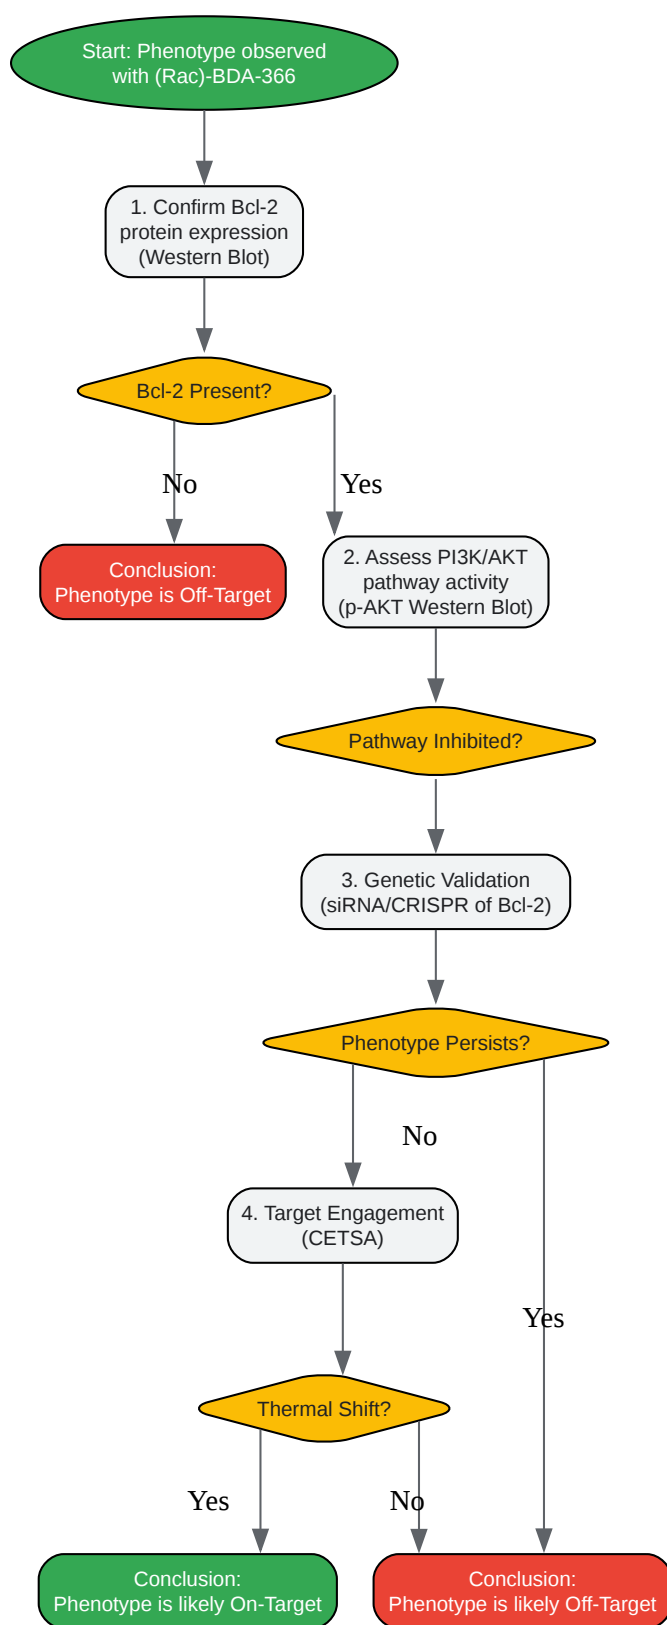 Start: Phenotype observed
with (Rac)-BDA-366
1. Confirm Bcl-2
protein expression
(Western Blot)
Bcl-2 Present?
No
Yes
Conclusion:
Phenotype is Off-Target
2. Assess PI3K/AKT
pathway activity
(p-AKT Western Blot)
Pathway Inhibited?
3. Genetic Validation
(siRNA/CRISPR of Bcl-2)
Phenotype Persists?
No
4. Target Engagement
(CETSA)
Yes
Thermal Shift?
Yes
No
Conclusion:
Phenotype is likely On-Target
Conclusion:
Phenotype is likely Off-Target